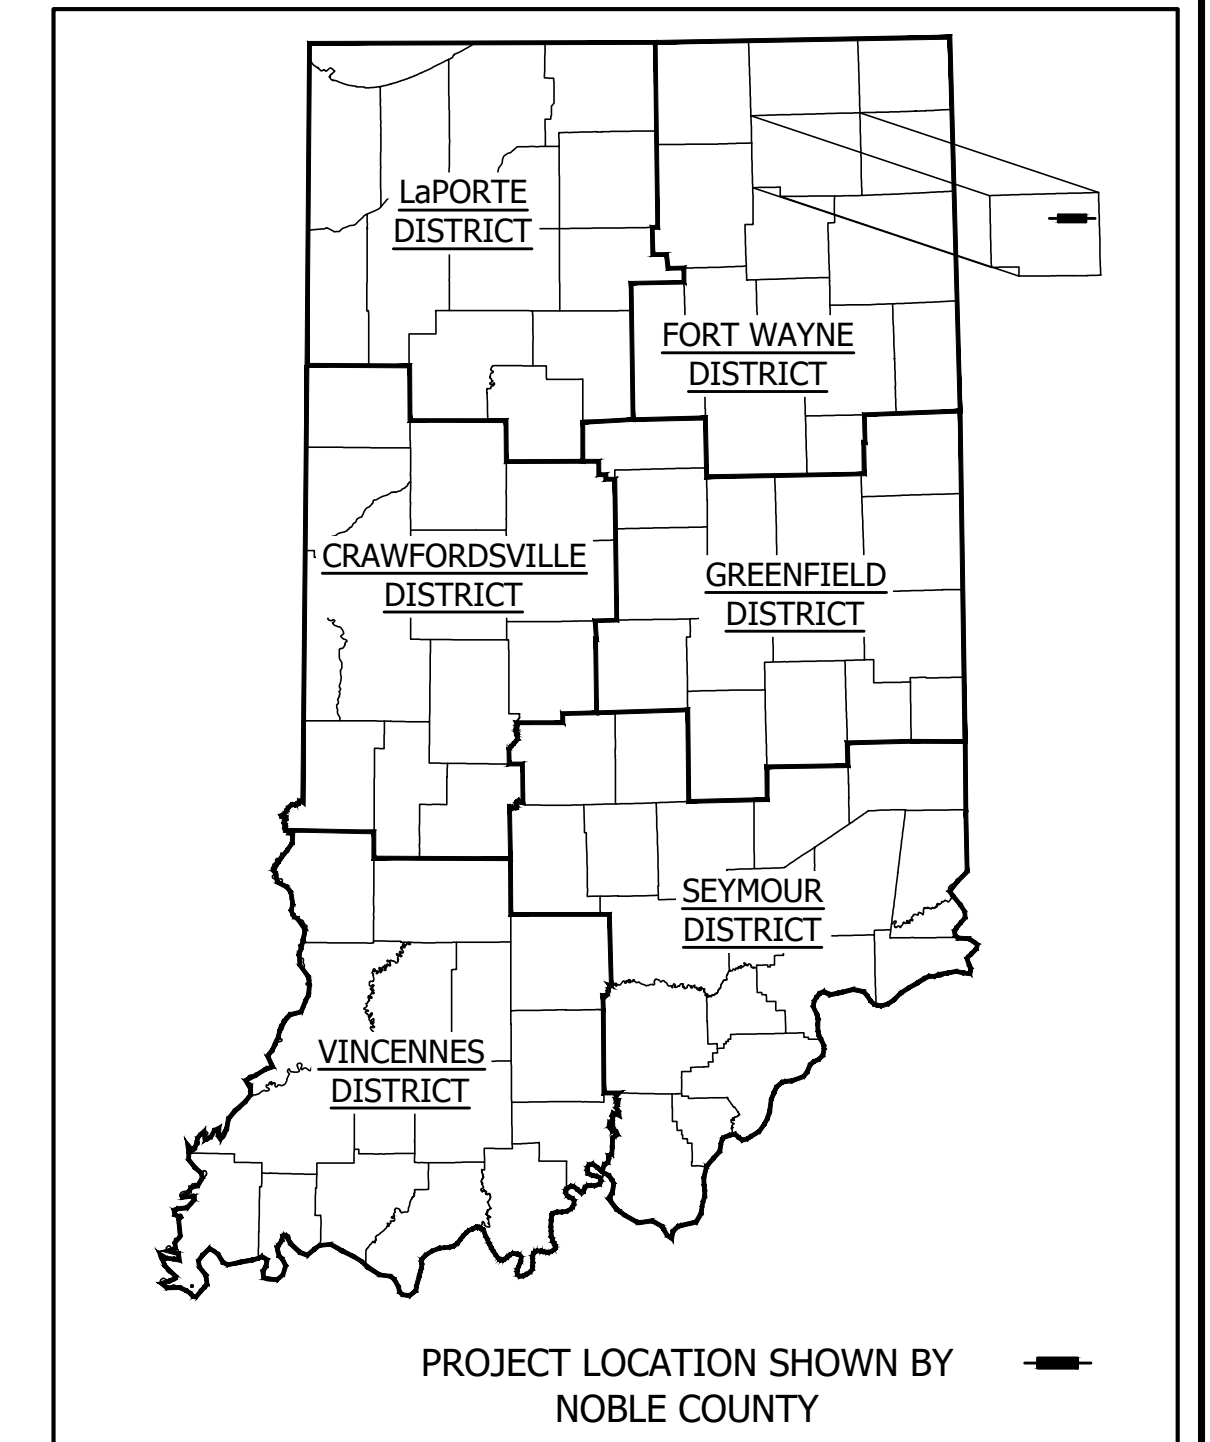 LaPORTE
DISTRICT
FORT WAYNE
DISTRICT
CRAWFORDSVILLE
DISTRICT
GREENFIELD
DISTRICT
SEYMOUR
DISTRICT
VINCENNES
DISTRICT
PROJECT LOCATION SHOWN BY
NOBLE COUNTY